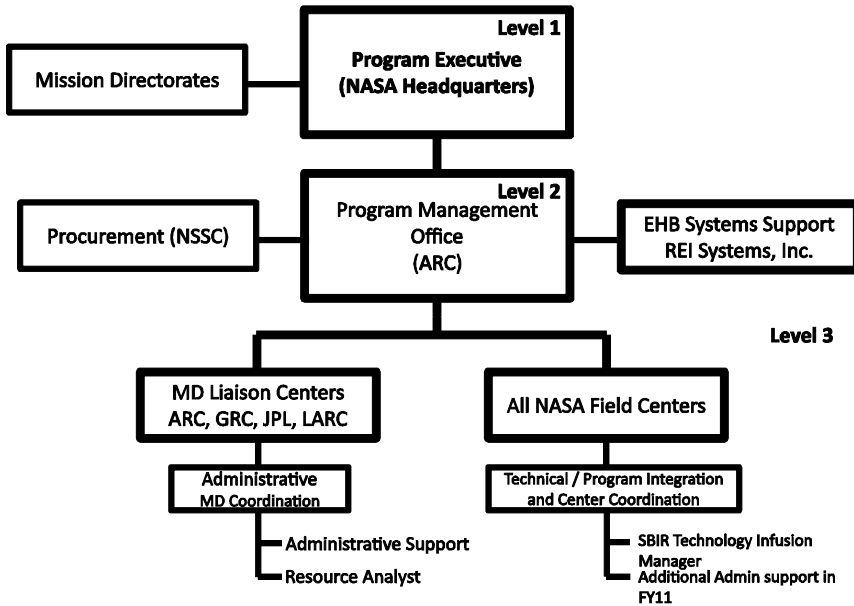 Level 1
Program Executive
(NASA Headquarters)
Mission Directorates
Level 2
Program Management
Office
(ARC)
Procurement (NSSC)
EHB Systems Support
REI Systems, Inc.
Level 3
MD Liaison Centers
ARC, GRC, JPL, LARC
All NASA Field Centers
Administrative
MD Coordination
Technical / Program Integration
and Center Coordination
Administrative Support
Resource Analyst
SBIR Technology Infusion
Manager
Additional Admin support in
FY11